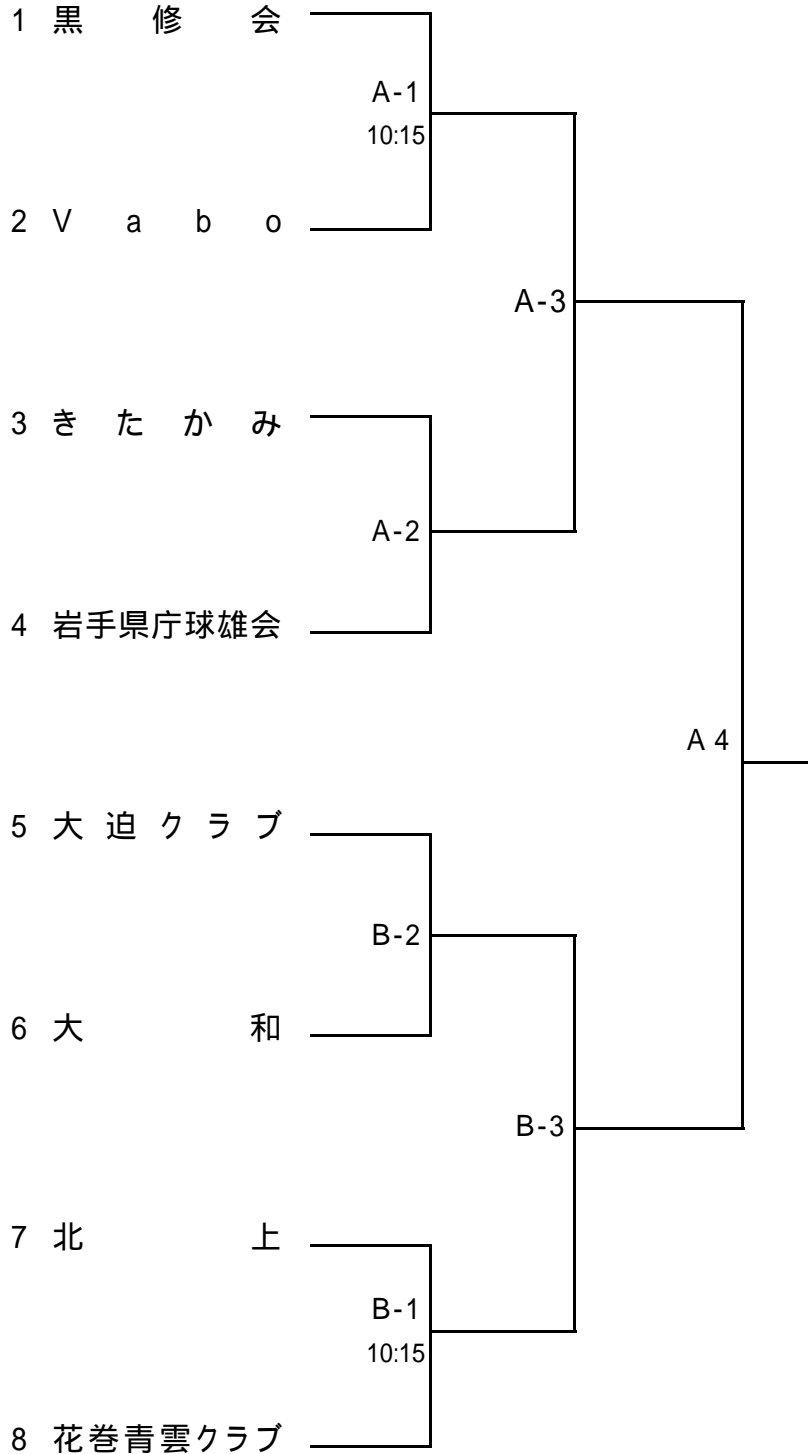 1 黒修会
A-1
10:15
2 Vabo
A-3
3 きたかみ
A-2
4 岩手県庁球雄会
A 4
5 大迫クラブ
B-2
6 大和
B-3
7 北上
B-1
10:15
8 花巻青雲クラブ